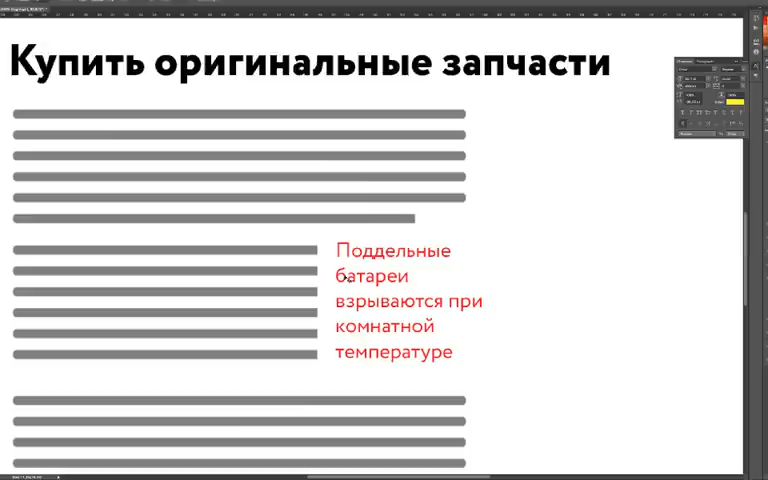 Купить оригинальные запчасти
Поддельные
батареи
взрываются при
комнатной
температуре